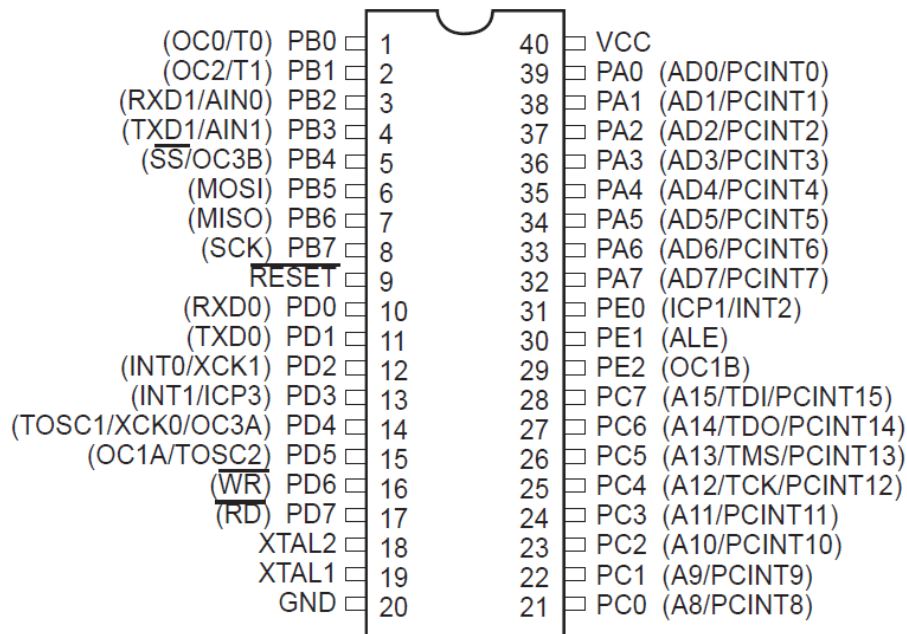 (OC0/T0) PB0 1 40 VCC
(OC2/T1) PB1 2 39 PA0 (AD0/PCINT0)
(RXD1/AIN0) PB2 3 38 PA1 (AD1/PCINT1)
(TXD1/AIN1) PB3 4 37 PA2 (AD2/PCINT2)
(SS/OC3B) PB4 5 36 PA3 (AD3/PCINT3)
(MOSI) PB5 6 35 PA4 (AD4/PCINT4)
(MISO) PB6 7 34 PA5 (AD5/PCINT5)
(SCK) PB7 8 33 PA6 (AD6/PCINT6)
RESET 9 32 PA7 (AD7/PCINT7)
(RXD0) PD0 10 31 PE0 (ICP1/INT2)
(TXD0) PD1 11 30 PE1 (ALE)
(INT0/XCK1) PD2 12 29 PE2 (OC1B)
(INT1/ICP3) PD3 13 28 PC7 (A15/TDI/PCINT15)
(TOSC1/XCK0/OC3A) PD4 14 27 PC6 (A14/TDO/PCINT14)
(OC1A/TOSC2) PD5 15 26 PC5 (A13/TMS/PCINT13)
(WR) PD6 16 25 PC4 (A12/TCK/PCINT12)
(RD) PD7 17 24 PC3 (A11/PCINT11)
XTAL2 18 23 PC2 (A10/PCINT10)
XTAL1 19 22 PC1 (A9/PCINT9)
GND 20 21 PC0 (A8/PCINT8)